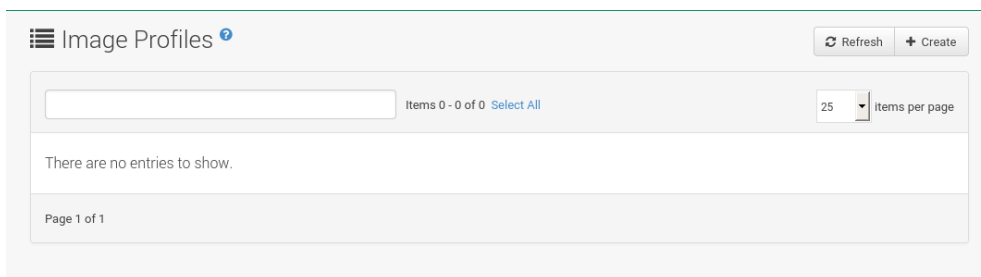 Image Profiles ?
Refresh
Create
Items 0 - 0 of 0 Select All
25 items per page
There are no entries to show.
Page 1 of 1